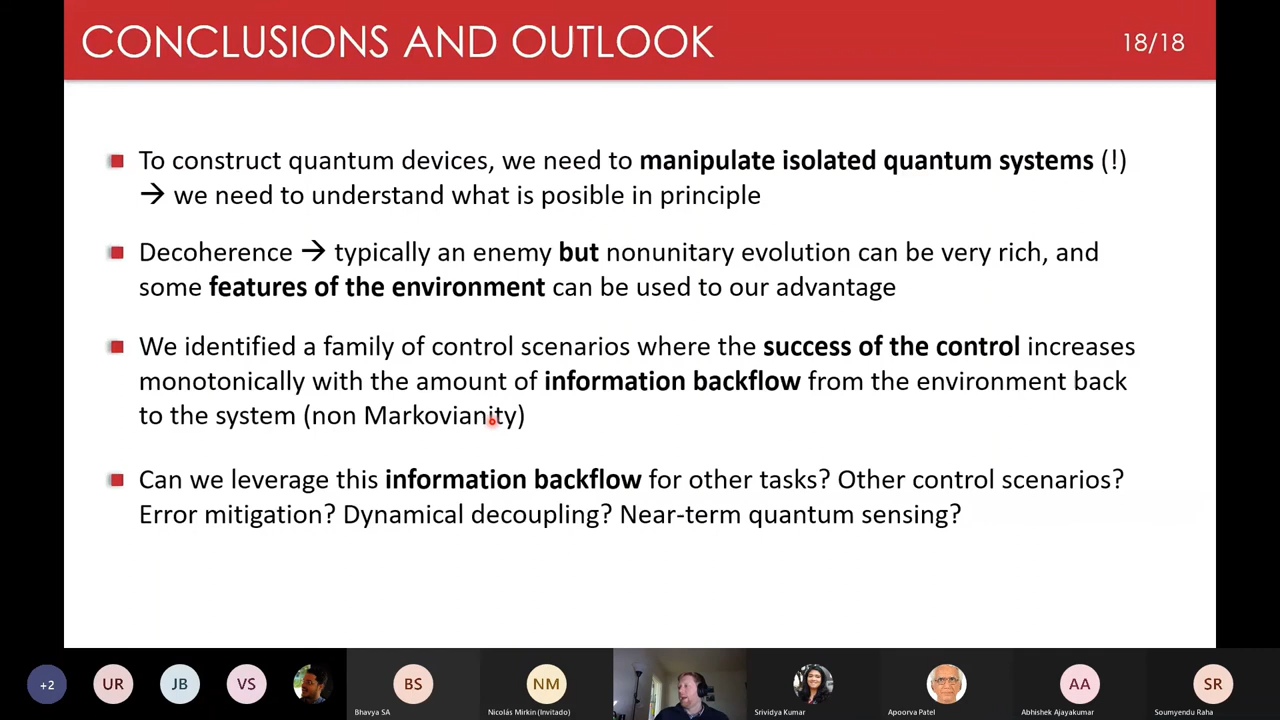 CONCLUSIONS AND OUTLOOK
18/18
To construct quantum devices, we need to manipulate isolated quantum systems (!)
→ we need to understand what is posible in principle
Decoherence → typically an enemy but nonunitary evolution can be very rich, and
some features of the environment can be used to our advantage
We identified a family of control scenarios where the success of the control increases
monotonically with the amount of information backflow from the environment back
to the system (non Markovianity)
Can we leverage this information backflow for other tasks? Other control scenarios?
Error mitigation? Dynamical decoupling? Near-term quantum sensing?
+2
UR
JB
VS
BS
NM
AA
SR
Bhavya SA
Nicolás Mirkin (Invitado)
Srividya Kumar
Apoorva Patel
Abhishek Ajayakumar
Soumyendu Raha